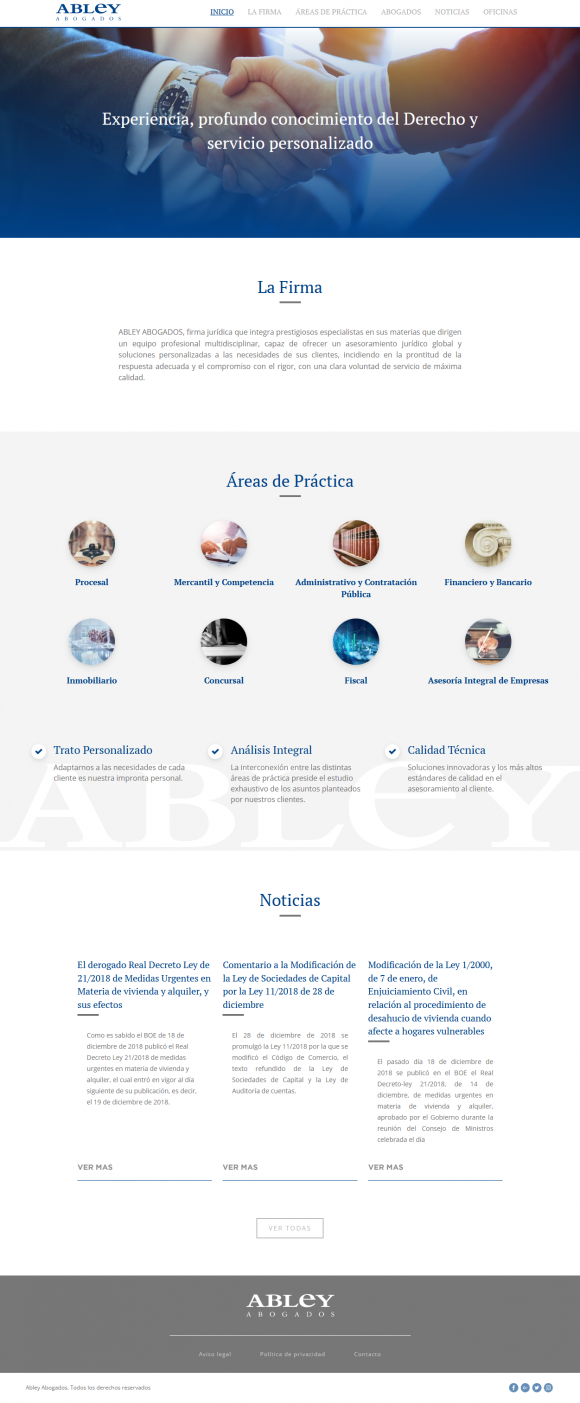 ABLEY
ABOGADOS
INICIO LA FIRMA ÁREAS DE PRÁCTICA ABOGADOS NOTICIAS OFICINAS
Experiencia, profundo conocimiento del Derecho y
servicio personalizado
La Firma
ABLEY ABOGADOS, firma jurídica que integra prestigiosos especialistas en sus materias que dirigen
un equipo profesional multidisciplinar, capaz de ofrecer un asesoramiento jurídico global y
soluciones personalizadas a las necesidades de sus clientes, incidiendo en la prontitud de la
respuesta adecuada y el compromiso con el rigor, con una clara voluntad de servicio de máxima
calidad.
Áreas de Práctica
Procesal
Mercantil y Competencia
Administrativo y Contratación
Pública
Financiero y Bancario
Inmobiliario
Concursal
Fiscal
Asesoría Integral de Empresas
Trato Personalizado
Adaptarnos a las necesidades de cada
cliente es nuestra impronta personal.
Análisis Integral
La interconexión entre las distintas
áreas de práctica preside el estudio
exhaustivo de los asuntos planteados
por nuestros clientes.
Calidad Técnica
Soluciones innovadoras y los más altos
estándares de calidad en el
asesoramiento al cliente.
ABLEY
Noticias
El derogado Real Decreto Ley de
21/2018 de Medidas Urgentes en
Materia de vivienda y alquiler, y
sus efectos
Como es sabido el BOE de 18 de
diciembre de 2018 publicó el Real
Decreto Ley 21/2018 de medidas
urgentes en materia de vivienda y
alquiler, el cual entró en vigor al día
siguiente de su publicación, es decir,
el 19 de diciembre de 2018.
VER MAS
Comentario a la Modificación de
la Ley de Sociedades de Capital
por la Ley 11/2018 de 28 de
diciembre
El 28 de diciembre de 2018 se
promulgó la Ley 11/2018 por la que se
modificó el Código de Comercio, el
texto refundido de la Ley de
Sociedades de Capital y la Ley de
Auditoría de cuentas.
VER MAS
Modificación de la Ley 1/2000,
de 7 de enero, de
Enjuiciamiento Civil, en
relación al procedimiento de
desahucio de vivienda cuando
afecte a hogares vulnerables
El pasado día 18 de diciembre de
2018 se publicó en el BOE el Real
Decreto-ley 21/2018, de 14 de
diciembre, de medidas urgentes en
materia de vivienda y alquiler,
aprobado por el Gobierno durante la
reunión del Consejo de Ministros
celebrada el día
VER MAS
VER TODAS
ABLEY
ABOGADOS
Aviso legal Política de privacidad Contacto
Abley Abogados. Todos los derechos reservados